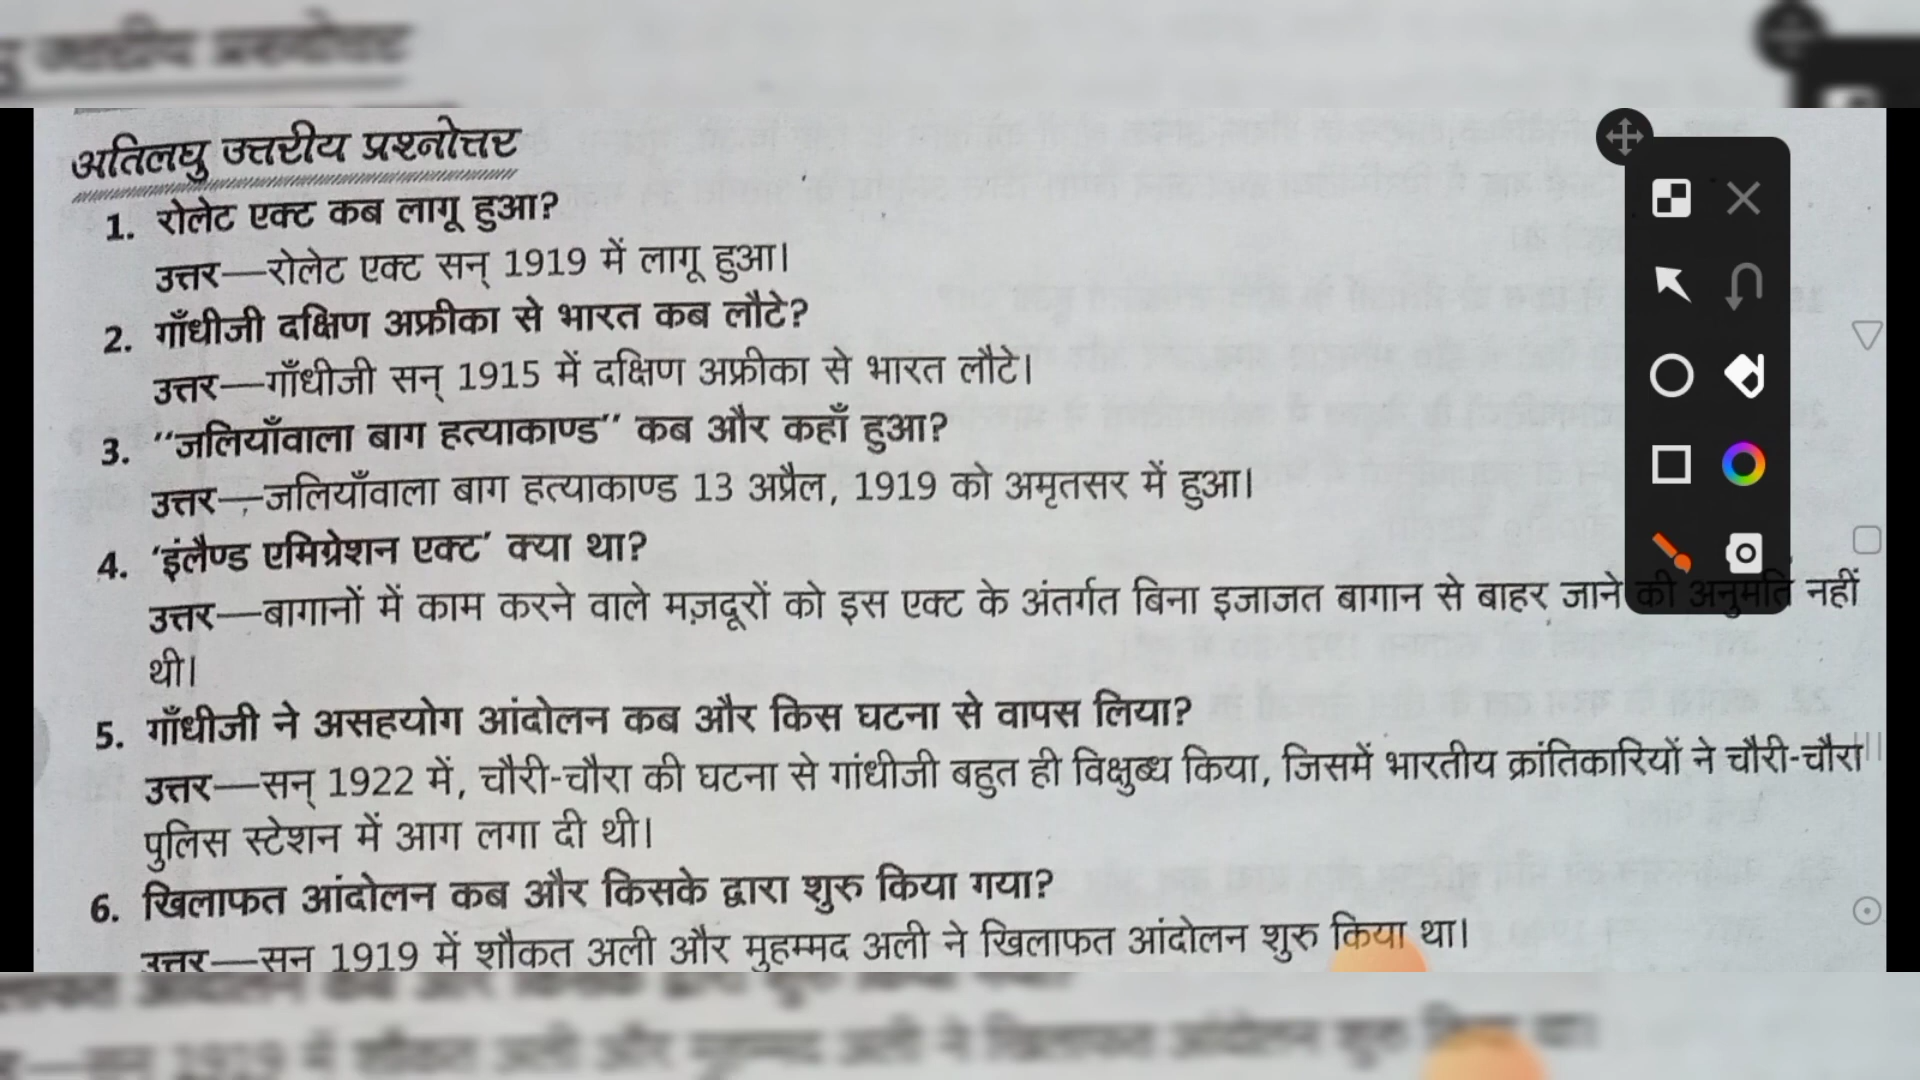 अतिलघु उत्तरीय प्रश्नोत्तर
1. रोलेट एक्ट कब लागू हुआ?
उत्तर—रोलेट एक्ट सन् 1919 में लागू हुआ।
2. गाँधीजी दक्षिण अफ्रीका से भारत कब लौटे?
उत्तर—गाँधीजी सन् 1915 में दक्षिण अफ्रीका से भारत लौटे।
3. ''जलियाँवाला बाग हत्याकाण्ड'' कब और कहाँ हुआ?
उत्तर—जलियाँवाला बाग हत्याकाण्ड 13 अप्रैल, 1919 को अमृतसर में हुआ।
4. 'इंलैण्ड एमिग्रेशन एक्ट' क्या था?
उत्तर—बागानों में काम करने वाले मज़दूरों को इस एक्ट के अंतर्गत बिना इजाजत बागान से बाहर जाने की अनुमति नहीं
थी।
5. गाँधीजी ने असहयोग आंदोलन कब और किस घटना से वापस लिया?
उत्तर—सन् 1922 में, चौरी-चौरा की घटना से गांधीजी बहुत ही विक्षुब्ध किया, जिसमें भारतीय क्रांतिकारियों ने चौरी-चौरा
पुलिस स्टेशन में आग लगा दी थी।
6. खिलाफत आंदोलन कब और किसके द्वारा शुरु किया गया?
उत्तर—सन् 1919 में शौकत अली और मुहम्मद अली ने खिलाफत आंदोलन शुरु किया था।